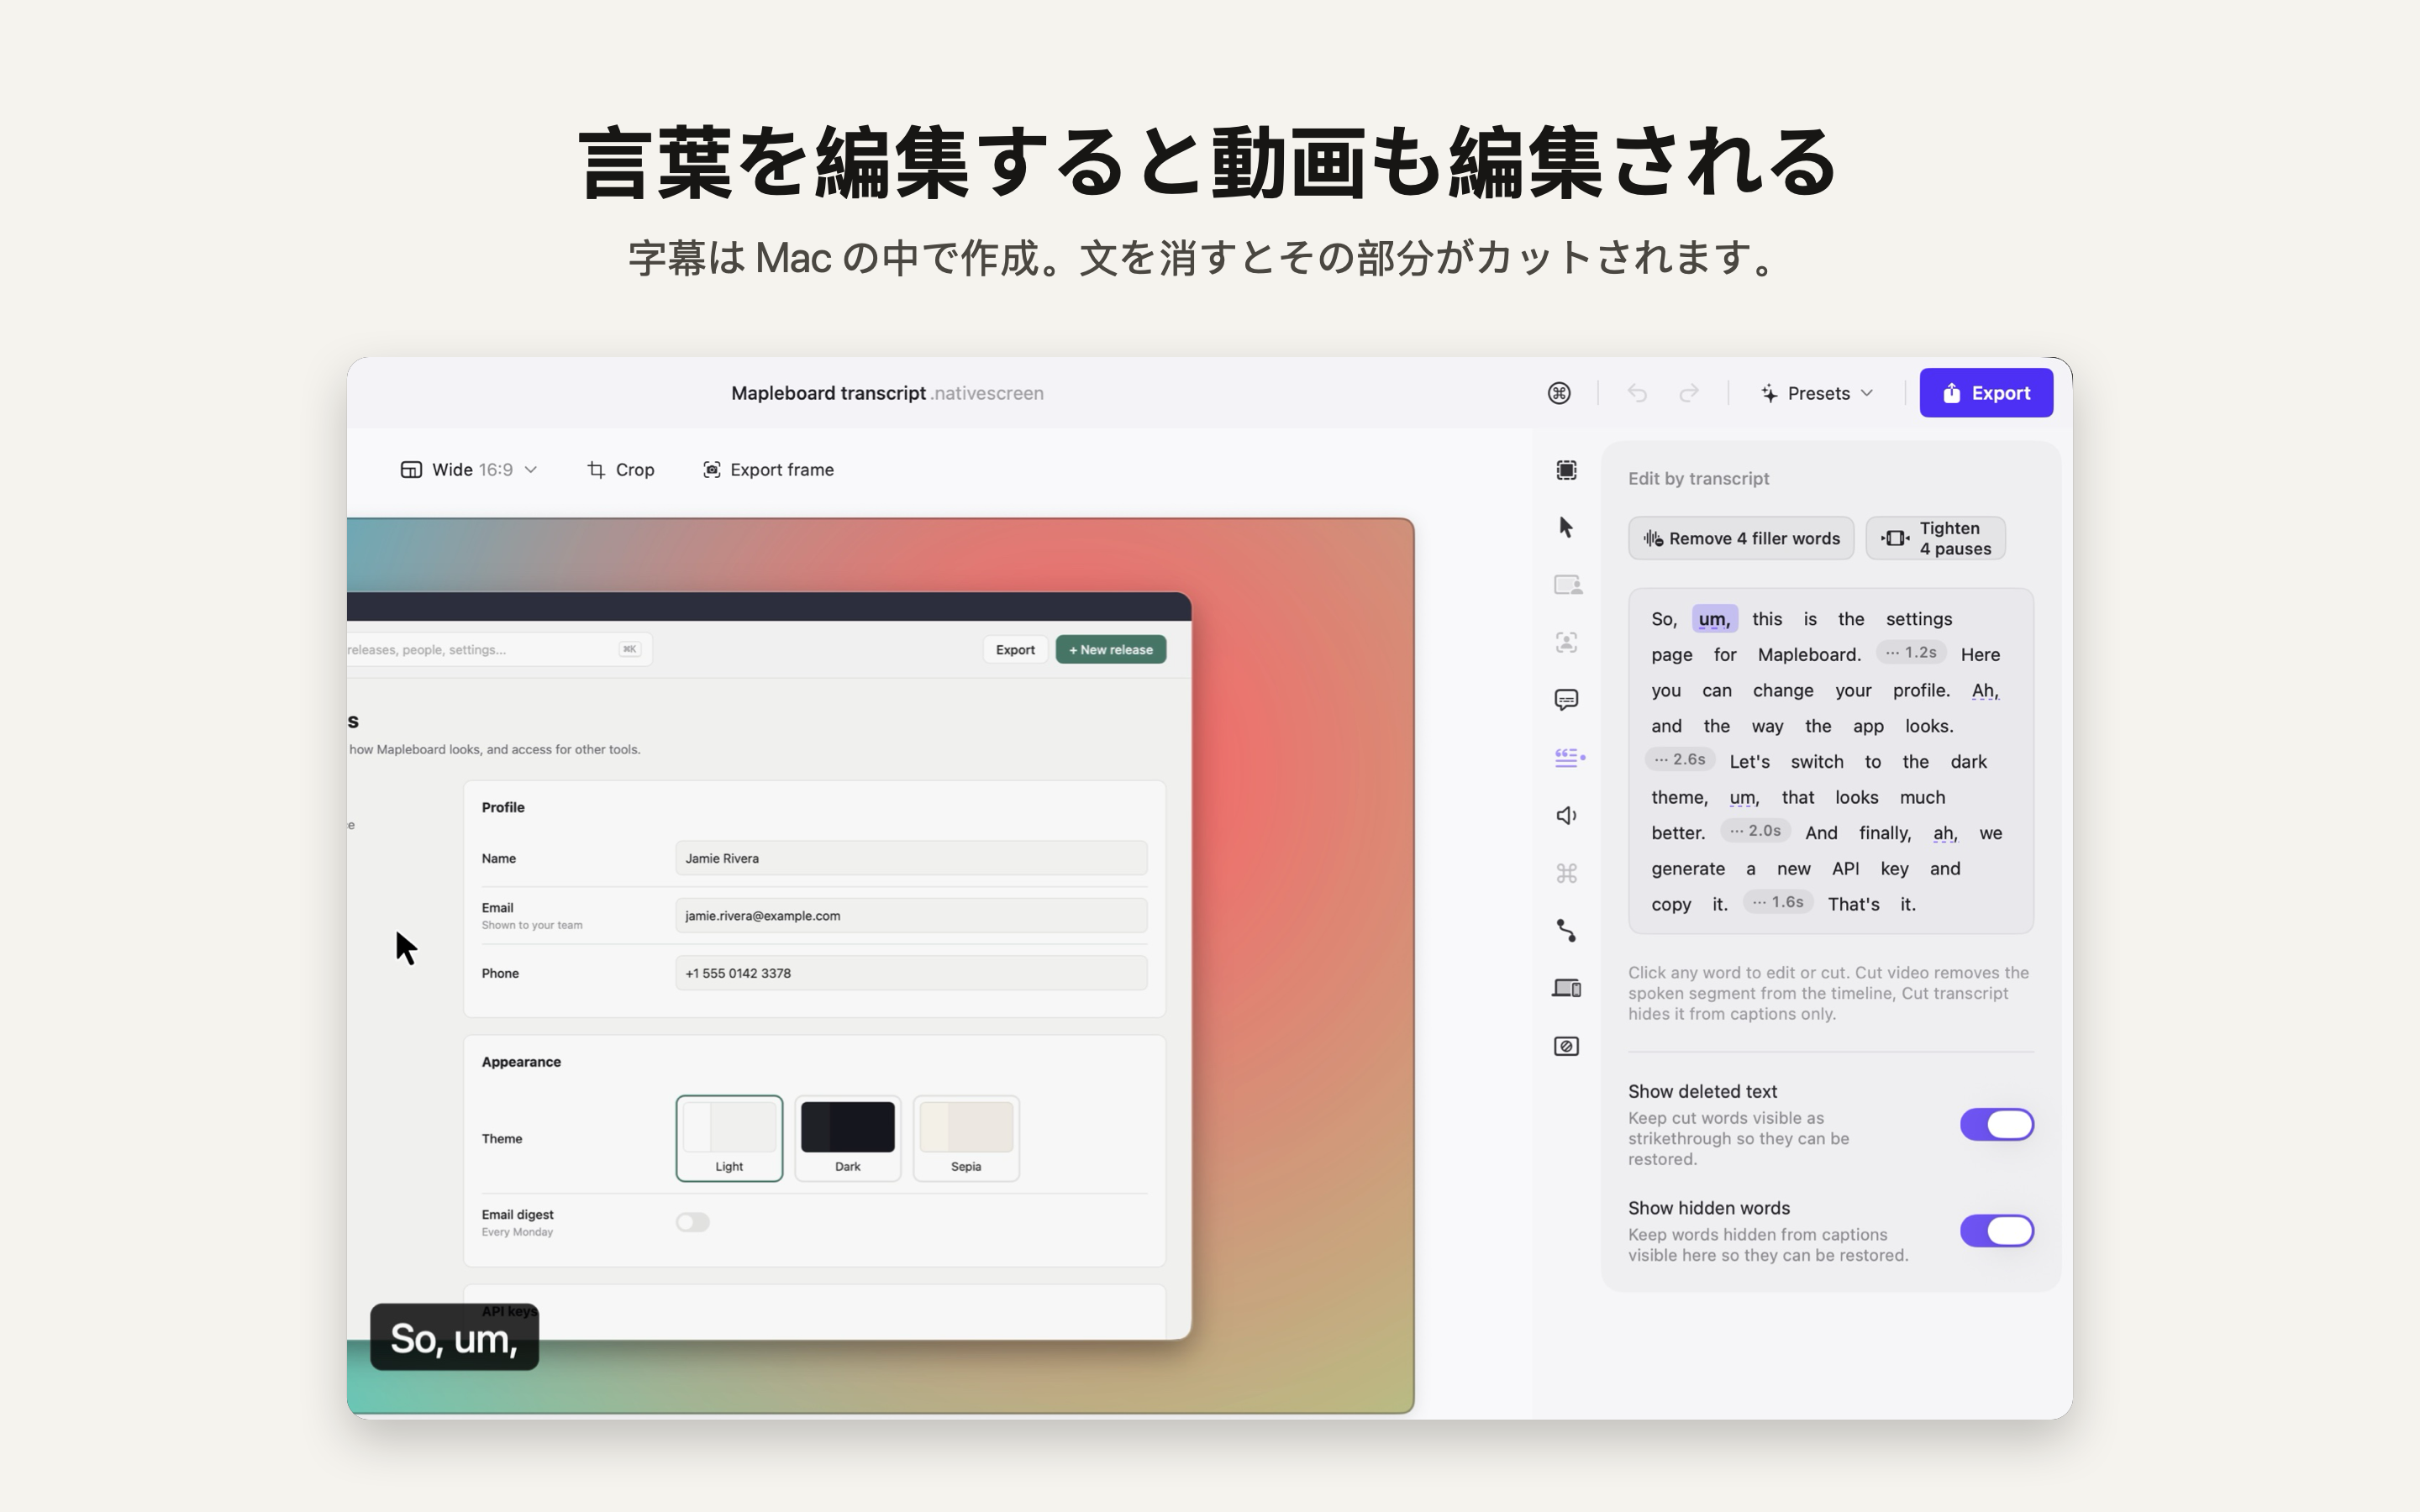 言葉を編集すると動画も編集される
字幕は Mac の中で作成。文を消すとその部分がカットされます。
Mapleboard transcript .nativescreen
Presets
Export
Wide 16:9
Crop
Export frame
releases, people, settings...
⌘K
Export
+ New release
s
how Mapleboard looks, and access for other tools.
e
Profile
Name
Jamie Rivera
Email
Shown to your team
jamie.rivera@example.com
Phone
+1 555 0142 3378
Appearance
Theme
Light
Dark
Sepia
Email digest
Every Monday
API keys
So, um,
Edit by transcript
Remove 4 filler words
Tighten
4 pauses
So, um, this is the settings
page for Mapleboard. ··· 1.2s Here
you can change your profile. Ah,
and the way the app looks.
··· 2.6s Let's switch to the dark
theme, um, that looks much
better. ··· 2.0s And finally, ah, we
generate a new API key and
copy it. ··· 1.6s That's it.
Click any word to edit or cut. Cut video removes the
spoken segment from the timeline, Cut transcript
hides it from captions only.
Show deleted text
Keep cut words visible as
strikethrough so they can be
restored.
Show hidden words
Keep words hidden from captions
visible here so they can be restored.